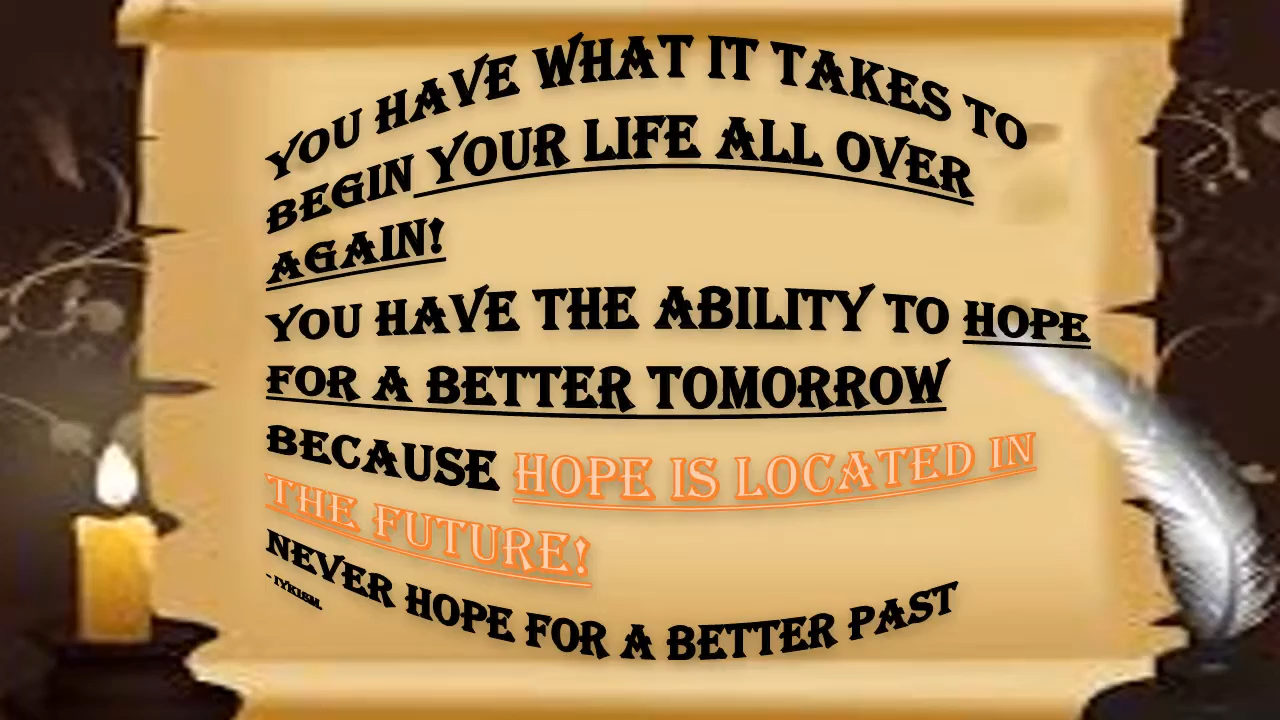 YOU HAVE WHAT IT TAKES TO
BEGIN YOUR LIFE ALL OVER
AGAIN!
YOU HAVE THE ABILITY TO HOPE
FOR A BETTER TOMORROW
BECAUSE HOPE IS LOCATED IN
THE FUTURE!
NEVER HOPE FOR A BETTER PAST